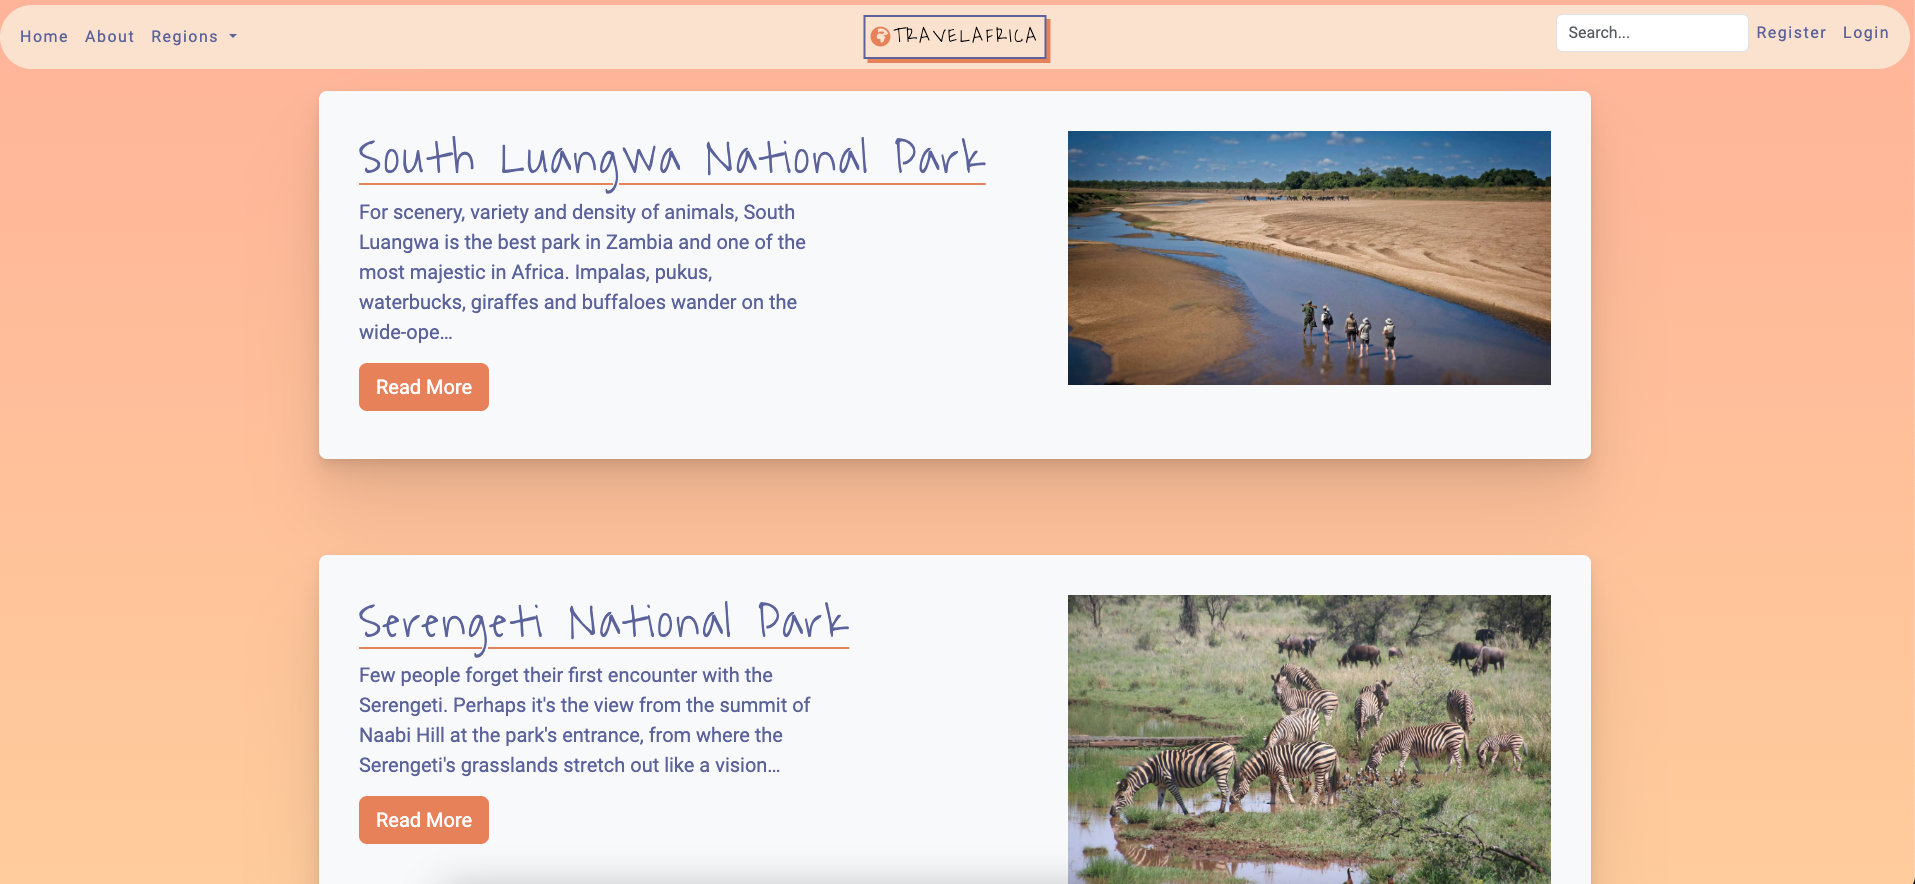 Home About Regions
TRAVELAFRICA
Search...
Register Login
South Luangwa National Park
For scenery, variety and density of animals, South
Luangwa is the best park in Zambia and one of the
most majestic in Africa. Impalas, pukus,
waterbucks, giraffes and buffaloes wander on the
wide-ope...
Read More
Serengeti National Park
Few people forget their first encounter with the
Serengeti. Perhaps it's the view from the summit of
Naabi Hill at the park's entrance, from where the
Serengeti's grasslands stretch out like a vision...
Read More